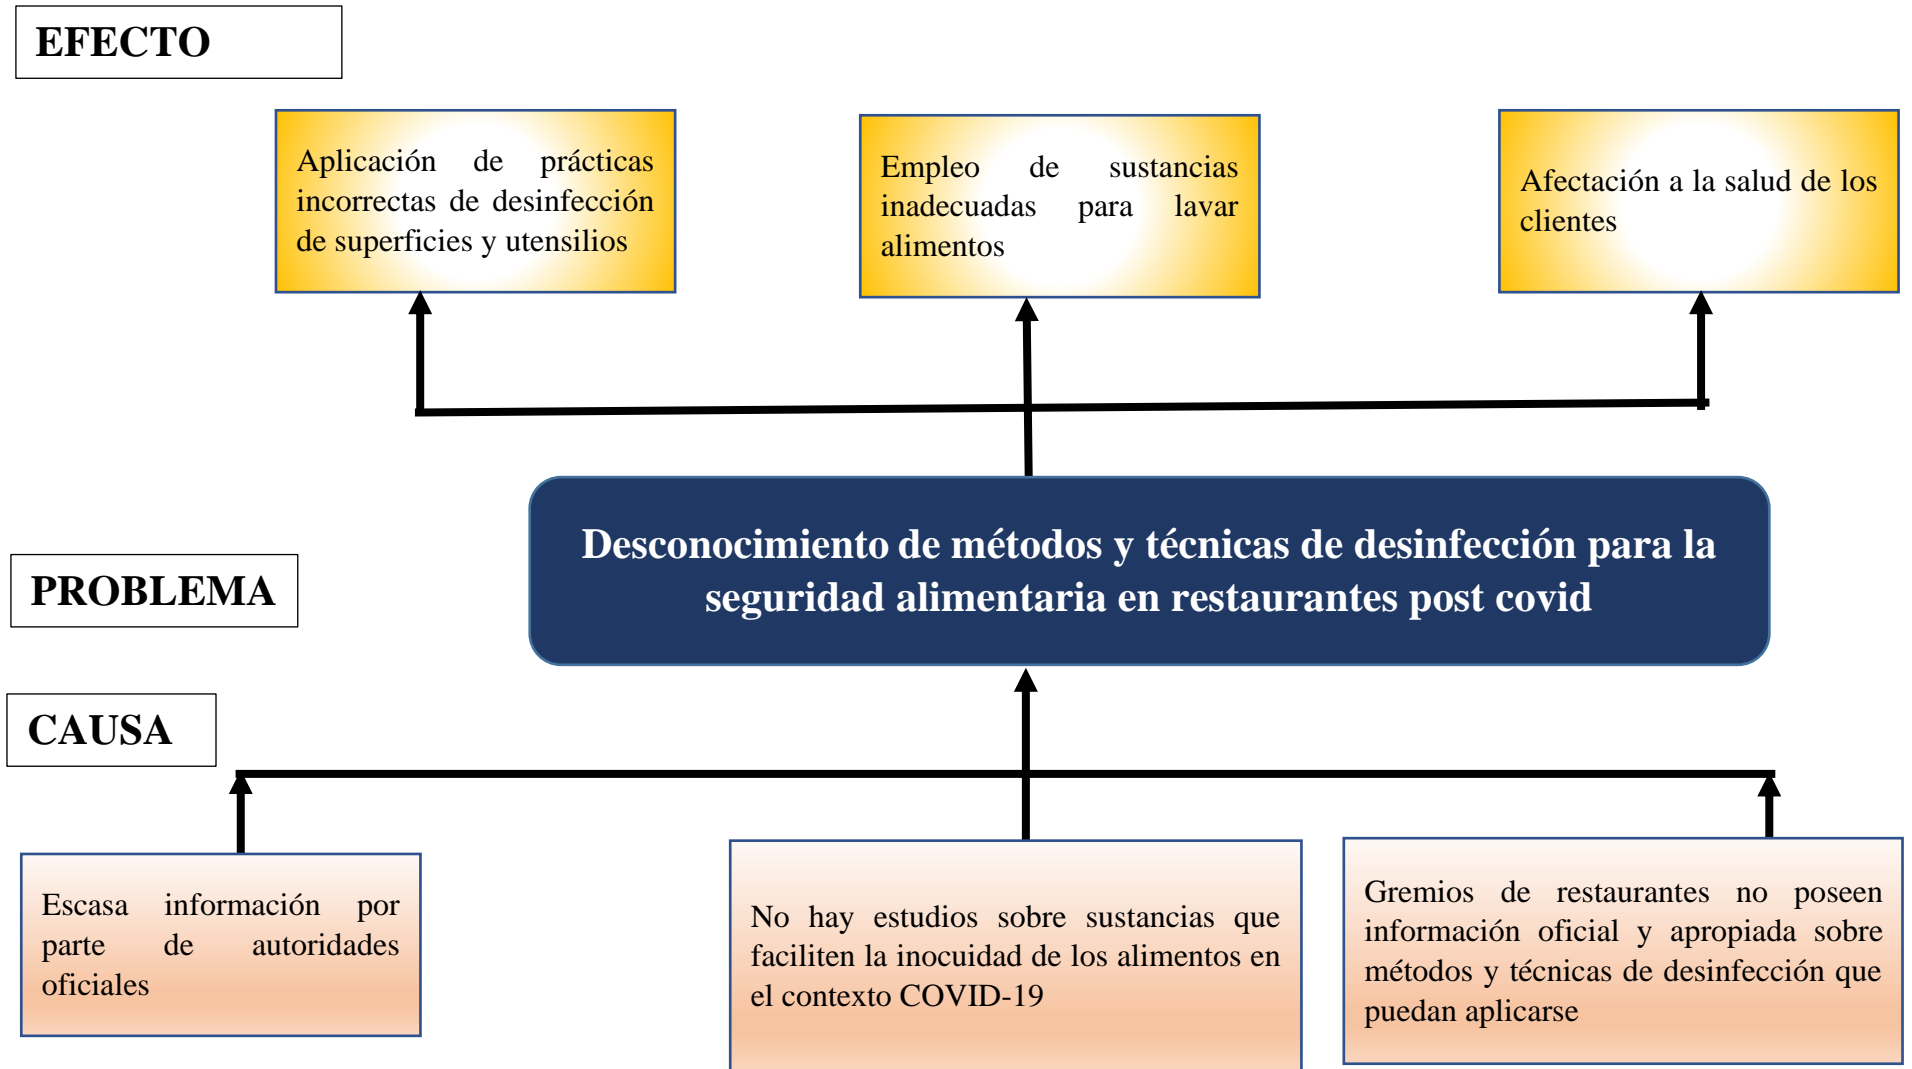 EFECTO
Aplicación de prácticas
incorrectas de desinfección
de superficies y utensilios
Empleo de sustancias
inadecuadas para lavar
alimentos
Afectación a la salud de los
clientes
PROBLEMA
Desconocimiento de métodos y técnicas de desinfección para la
seguridad alimentaria en restaurantes post covid
CAUSA
Escasa información por
parte de autoridades
oficiales
No hay estudios sobre sustancias que
faciliten la inocuidad de los alimentos en
el contexto COVID-19
Gremios de restaurantes no poseen
información oficial y apropiada sobre
métodos y técnicas de desinfección que
puedan aplicarse